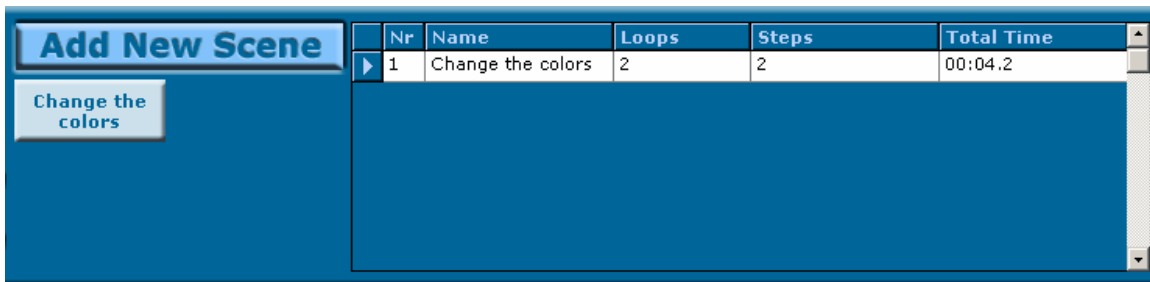 Add New Scene
Change the
colors
Nr Name Loops Steps Total Time
1 Change the colors 2 2 00:04.2